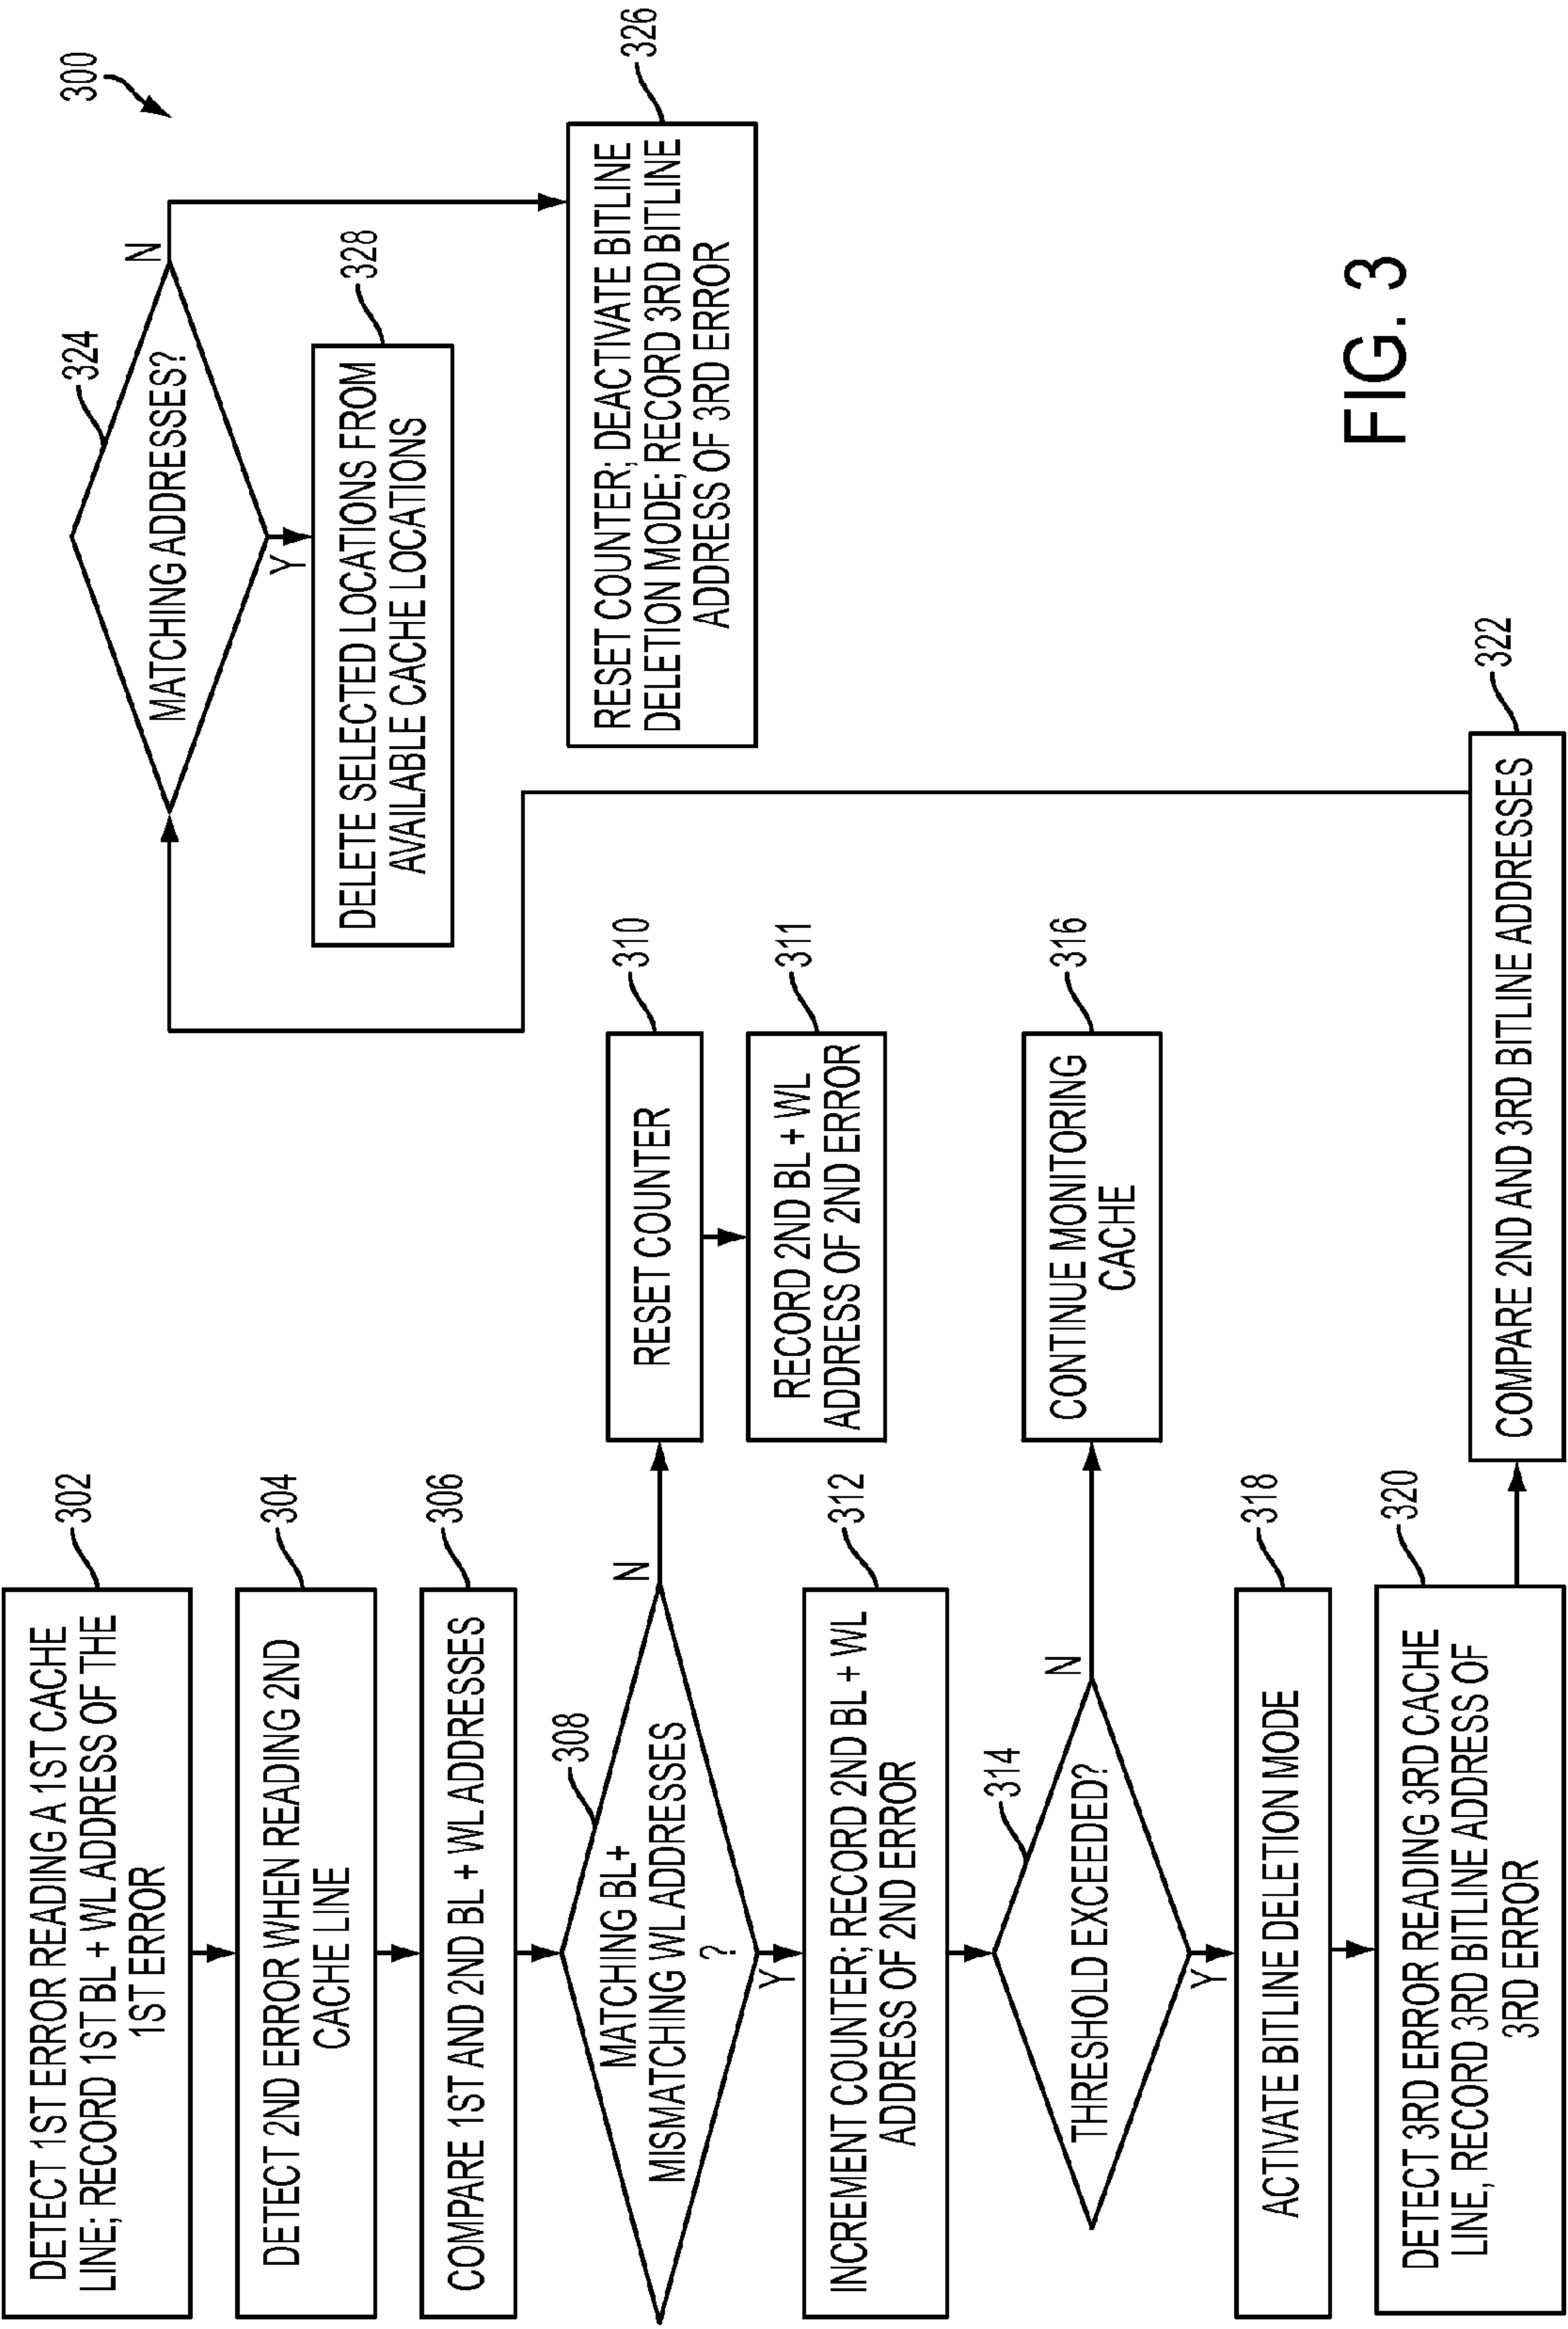 300
DETECT 1ST ERROR READING A 1ST CACHE
LINE; RECORD 1ST BL + WL ADDRESS OF THE
1ST ERROR
302
DETECT 2ND ERROR WHEN READING 2ND
CACHE LINE
304
COMPARE 1ST AND 2ND BL + WL ADDRESSES
306
MATCHING BL+
MISMATCHING WL ADDRESSES
?
308
N
Y
RESET COUNTER
310
RECORD 2ND BL + WL
ADDRESS OF 2ND ERROR
311
INCREMENT COUNTER; RECORD 2ND BL + WL
ADDRESS OF 2ND ERROR
312
THRESHOLD EXCEEDED?
314
N
Y
CONTINUE MONITORING
CACHE
316
ACTIVATE BITLINE DELETION MODE
318
DETECT 3RD ERROR READING 3RD CACHE
LINE, RECORD 3RD BITLINE ADDRESS OF
3RD ERROR
320
COMPARE 2ND AND 3RD BITLINE ADDRESSES
322
MATCHING ADDRESSES?
324
N
Y
DELETE SELECTED LOCATIONS FROM
AVAILABLE CACHE LOCATIONS
328
RESET COUNTER; DEACTIVATE BITLINE
DELETION MODE; RECORD 3RD BITLINE
ADDRESS OF 3RD ERROR
326
FIG. 3